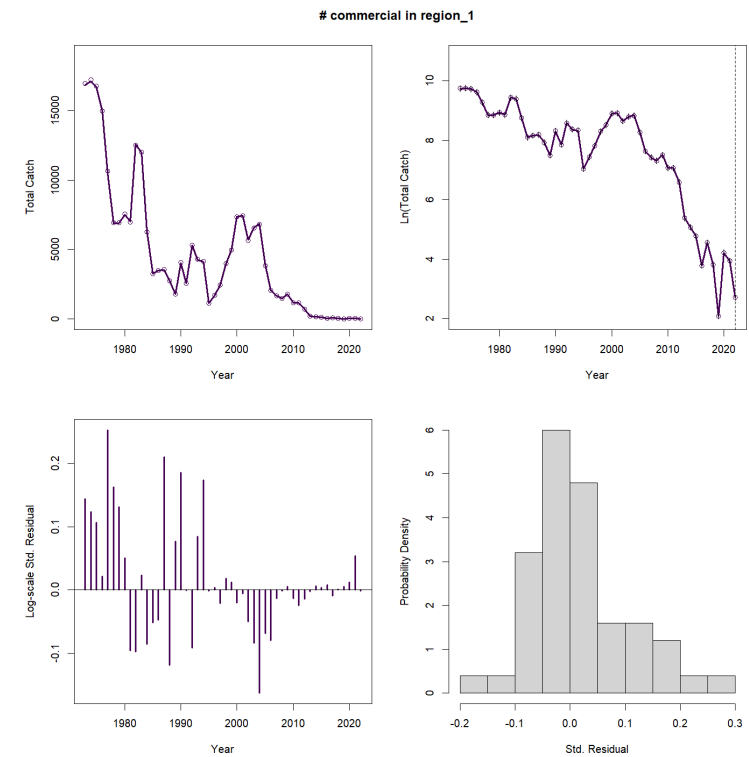 # commercial in region_1
Total Catch
0 5000 10000 15000
1980 1990 2000 2010 2020
Year
Ln(Total Catch)
2 4 6 8 10
1980 1990 2000 2010 2020
Year
Log-scale Std. Residual
-0.1 0.0 0.1 0.2
1980 1990 2000 2010 2020
Year
Probability Density
0 1 2 3 4 5 6
-0.2 -0.1 0.0 0.1 0.2 0.3
Std. Residual